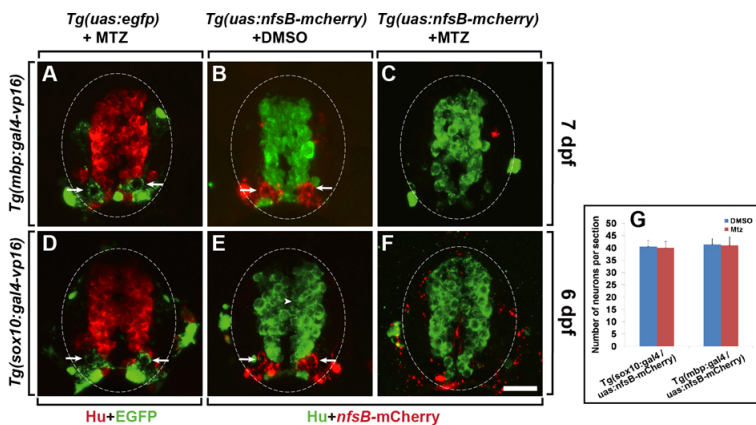 Tg(uas:egfp)
+ MTZ
Tg(uas:nfsB-mcherry)
+DMSO
Tg(uas:nfsB-mcherry)
+MTZ
Tg(mbp:gal4-vp16)
A
B
C
7 dpf
Tg(sox10:gal4-vp16)
D
E
F
6 dpf
Hu+EGFP
Hu+nfsB-mCherry
G
DMSO
Mtz
Number of neurons per section
50
45
40
35
30
25
20
15
10
5
0
Tg(sox10:gal4/
uas:nfsB-mCherry)
Tg(mbp:gal4/
uas:nfsB-mCherry)